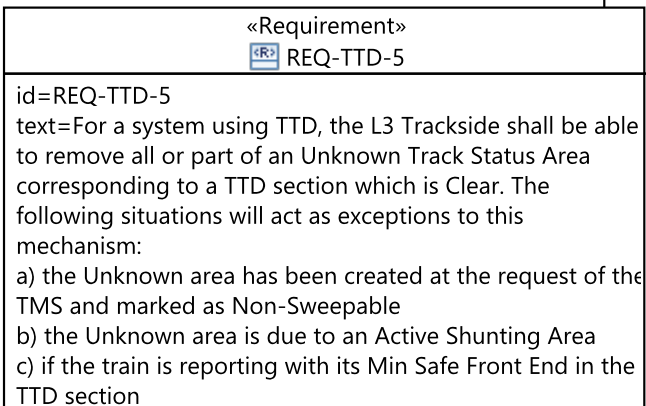 «Requirement»
<R> REQ-TTD-5
id=REQ-TTD-5
text=For a system using TTD, the L3 Trackside shall be able
to remove all or part of an Unknown Track Status Area
corresponding to a TTD section which is Clear. The
following situations will act as exceptions to this
mechanism:
a) the Unknown area has been created at the request of the
TMS and marked as Non-Sweepable
b) the Unknown area is due to an Active Shunting Area
c) if the train is reporting with its Min Safe Front End in the
TTD section